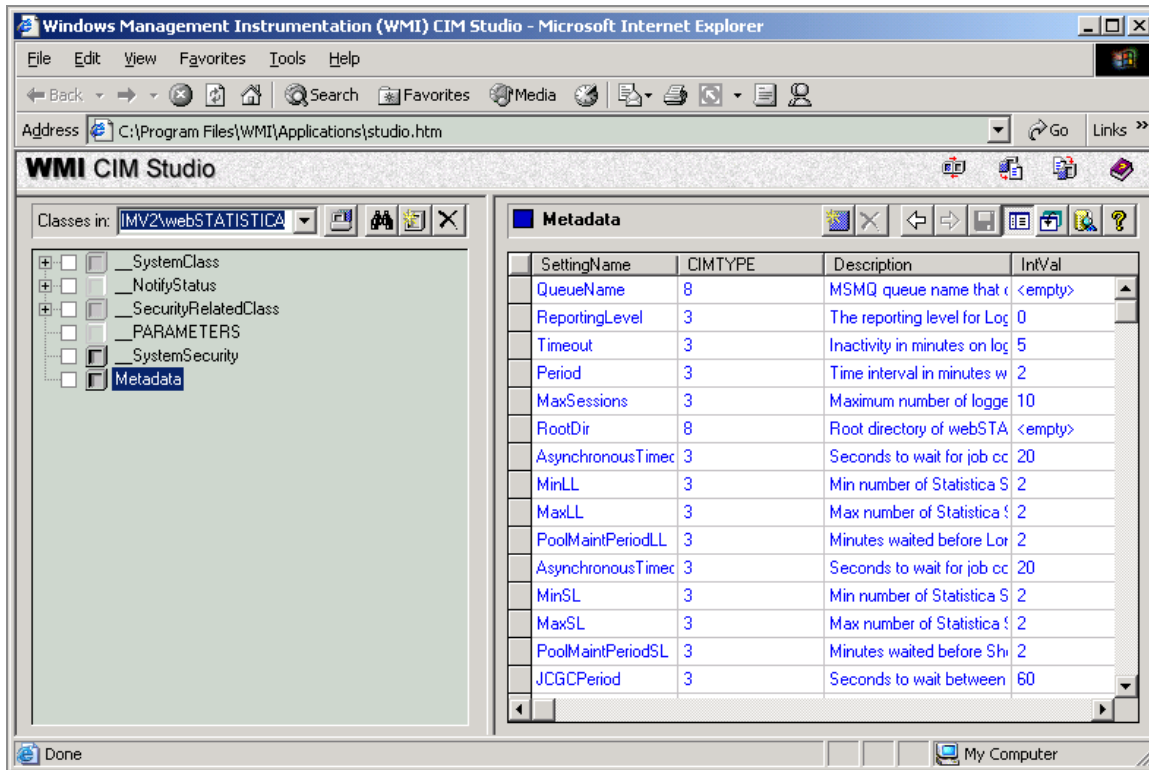 Windows Management Instrumentation (WMI) CIM Studio - Microsoft Internet Explorer
File Edit View Favorites Tools Help
Back Search Favorites Media
Address C:\Program Files\WMI\Applications\studio.htm Go Links »
WMI CIM Studio
Classes in: IMV2\webSTATISTICA
__SystemClass
__NotifyStatus
__SecurityRelatedClass
__PARAMETERS
__SystemSecurity
Metadata
Metadata
SettingName CIMTYPE Description IntVal
QueueName 8 MSMQ queue name that <empty>
ReportingLevel 3 The reporting level for Log 0
Timeout 3 Inactivity in minutes on log 5
Period 3 Time interval in minutes w 2
MaxSessions 3 Maximum number of logge 10
RootDir 8 Root directory of webSTA <empty>
AsynchronousTimeo 3 Seconds to wait for job co 20
MinLL 3 Min number of Statistica S 2
MaxLL 3 Max number of Statistica S 2
PoolMaintPeriodLL 3 Minutes waited before Lor 2
AsynchronousTimeo 3 Seconds to wait for job co 20
MinSL 3 Min number of Statistica S 2
MaxSL 3 Max number of Statistica S 2
PoolMaintPeriodSL 3 Minutes waited before Sh 2
JCGCPeriod 3 Seconds to wait between 60
Done My Computer